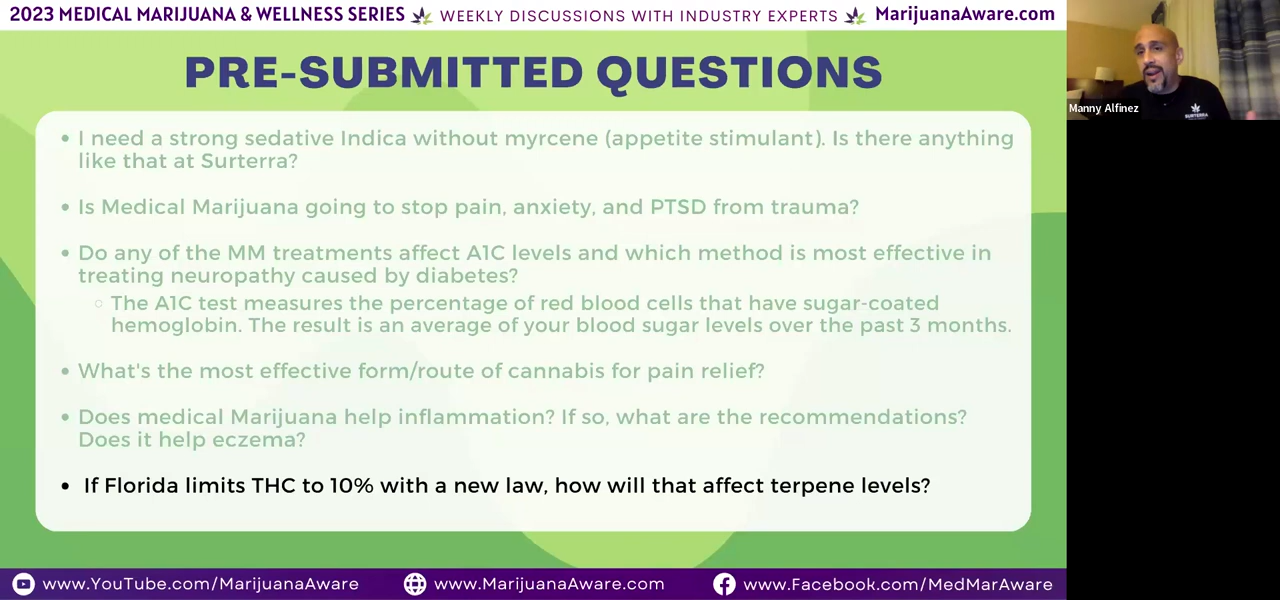 2023 MEDICAL MARIJUANA & WELLNESS SERIES WEEKLY DISCUSSIONS WITH INDUSTRY EXPERTS MarijuanaAware.com
PRE-SUBMITTED QUESTIONS
• I need a strong sedative Indica without myrcene (appetite stimulant). Is there anything
like that at Surterra?
• Is Medical Marijuana going to stop pain, anxiety, and PTSD from trauma?
• Do any of the MM treatments affect A1C levels and which method is most effective in
treating neuropathy caused by diabetes?
○ The A1C test measures the percentage of red blood cells that have sugar-coated
hemoglobin. The result is an average of your blood sugar levels over the past 3 months.
• What's the most effective form/route of cannabis for pain relief?
• Does medical Marijuana help inflammation? If so, what are the recommendations?
Does it help eczema?
• If Florida limits THC to 10% with a new law, how will that affect terpene levels?
Manny Alfinez
SURTERRA
www.YouTube.com/MarijuanaAware www.MarijuanaAware.com www.Facebook.com/MedMarAware